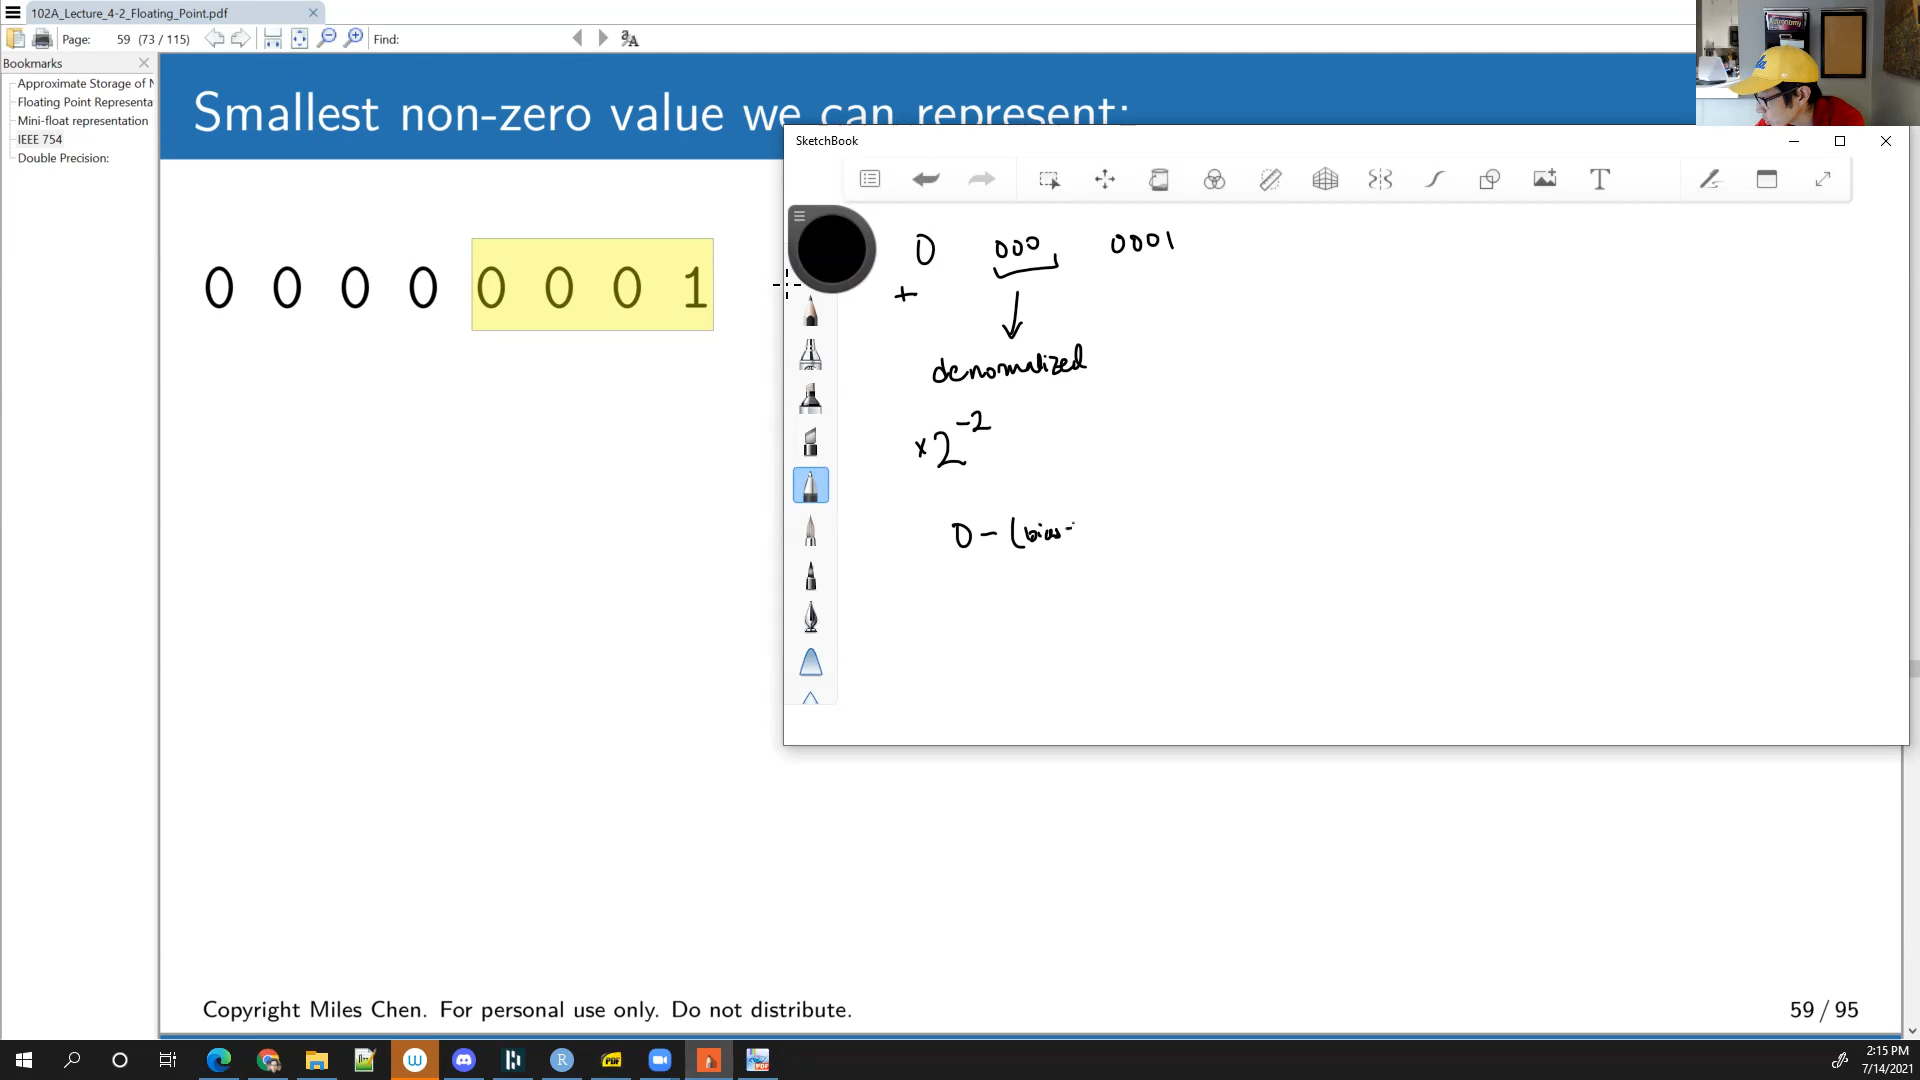 102A_Lecture_4-2_Floating_Point.pdf
Page: 59 (73 / 115) Find:
Bookmarks
Approximate Storage of N
Floating Point Representa
Mini-float representation
IEEE 754
Double Precision:
Smallest non-zero value we can represent:
0 0 0 0 0 0 0 1
SketchBook
0 000 0001
+
denormalized
×2^-2
0 - (bias-
Copyright Miles Chen. For personal use only. Do not distribute.
59 / 95
2:15 PM
7/14/2021